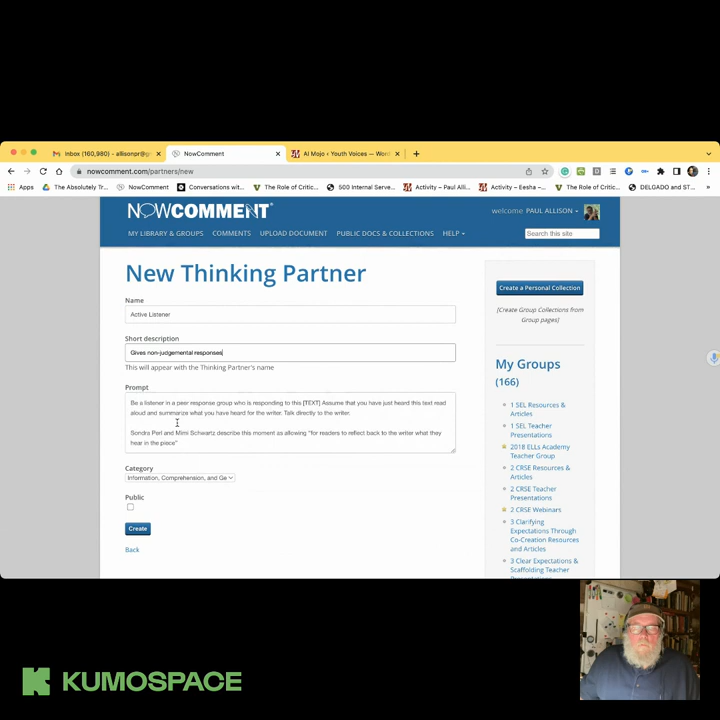 Inbox (160,980) - allisonpr@g
NowComment
AI Mojo ‹ Youth Voices — Wor
nowcomment.com/partners/new
Apps
The Absolutely Tr...
NowComment
Conversations wit...
The Role of Critic...
500 Internal Serve...
Activity – Paul Alli...
Activity – Eesha –...
The Role of Critic...
DELGADO and ST...
NOWCOMMENT
welcome PAUL ALLISON
MY LIBRARY & GROUPS
COMMENTS
UPLOAD DOCUMENT
PUBLIC DOCS & COLLECTIONS
HELP
Search this site
New Thinking Partner
Name
Active Listener
Short description
Gives non-judgemental responses
This will appear with the Thinking Partner's name
Prompt
Be a listener in a peer response group who is responding to this [TEXT] Assume that you have just heard this text read
aloud and summarize what you have heard for the writer. Talk directly to the writer.
Sondra Perl and Mimi Schwartz describe this moment as allowing "for readers to reflect back to the writer what they
hear in the piece"
Category
Information, Comprehension, and Ge
Public
Create
Back
Create a Personal Collection
[Create Group Collections from
Group pages]
My Groups
(166)
1 SEL Resources &
Articles
1 SEL Teacher
Presentations
2018 ELLs Academy
Teacher Group
2 CRSE Resources &
Articles
2 CRSE Teacher
Presentations
2 CRSE Webinars
3 Clarifying
Expectations Through
Co-Creation Resources
and Articles
3 Clear Expectations &
Scaffolding Teacher
KUMOSPACE